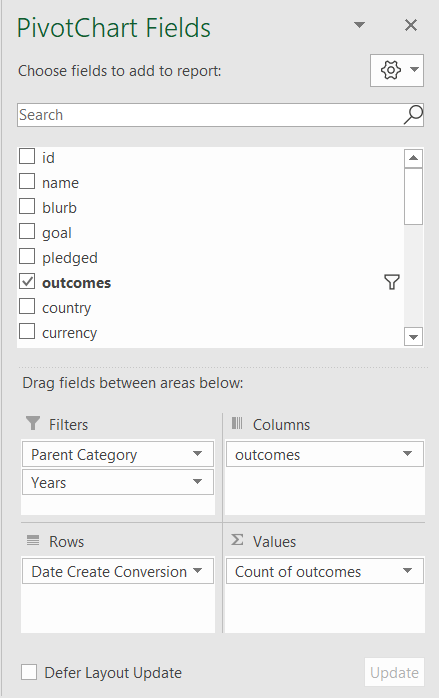 PivotChart Fields
Choose fields to add to report:
Search
id
name
blurb
goal
pledged
outcomes
country
currency
Drag fields between areas below:
Filters
Parent Category
Years
Columns
outcomes
Rows
Date Create Conversion
Values
Count of outcomes
Defer Layout Update
Update